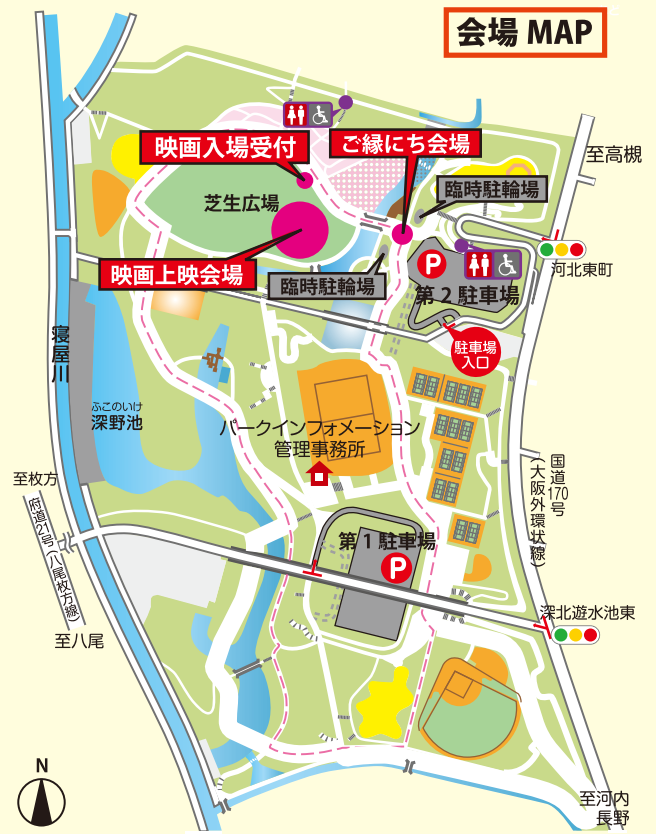 会場 MAP
至高槻
映画入場受付
ご縁にち会場
臨時駐輪場
芝生広場
P
河北東町
映画上映会場
臨時駐輪場
第2駐車場
駐車場
入口
寝屋川
ふこのいけ
深野池
パークインフォメーション
管理事務所
至枚方
国道170号
(大阪外環状線)
府道21号(八尾枚方線)
第1駐車場
P
深北遊水池東
至八尾
N
至河内
長野